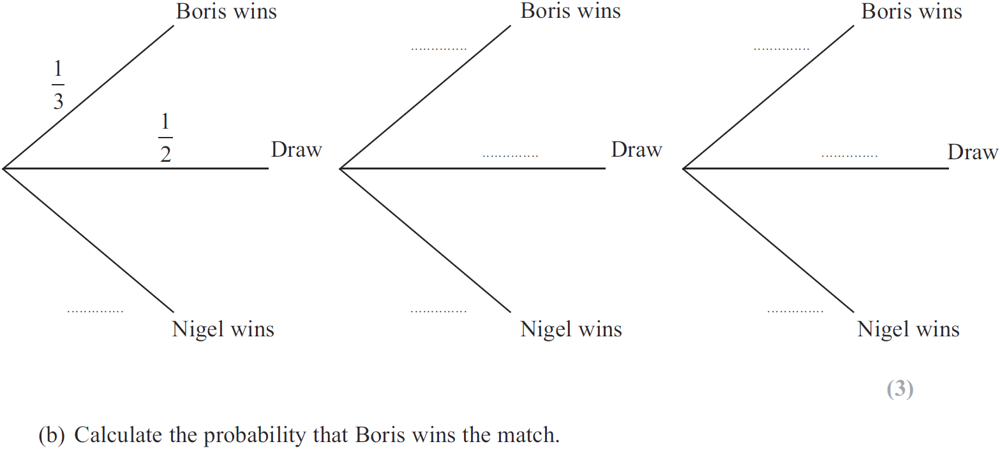 Boris wins Boris wins Boris wins
............. .............
1
3
1
2
Draw ............. Draw ............. Draw
............. ............. .............
Nigel wins Nigel wins Nigel wins
(3)
(b) Calculate the probability that Boris wins the match.